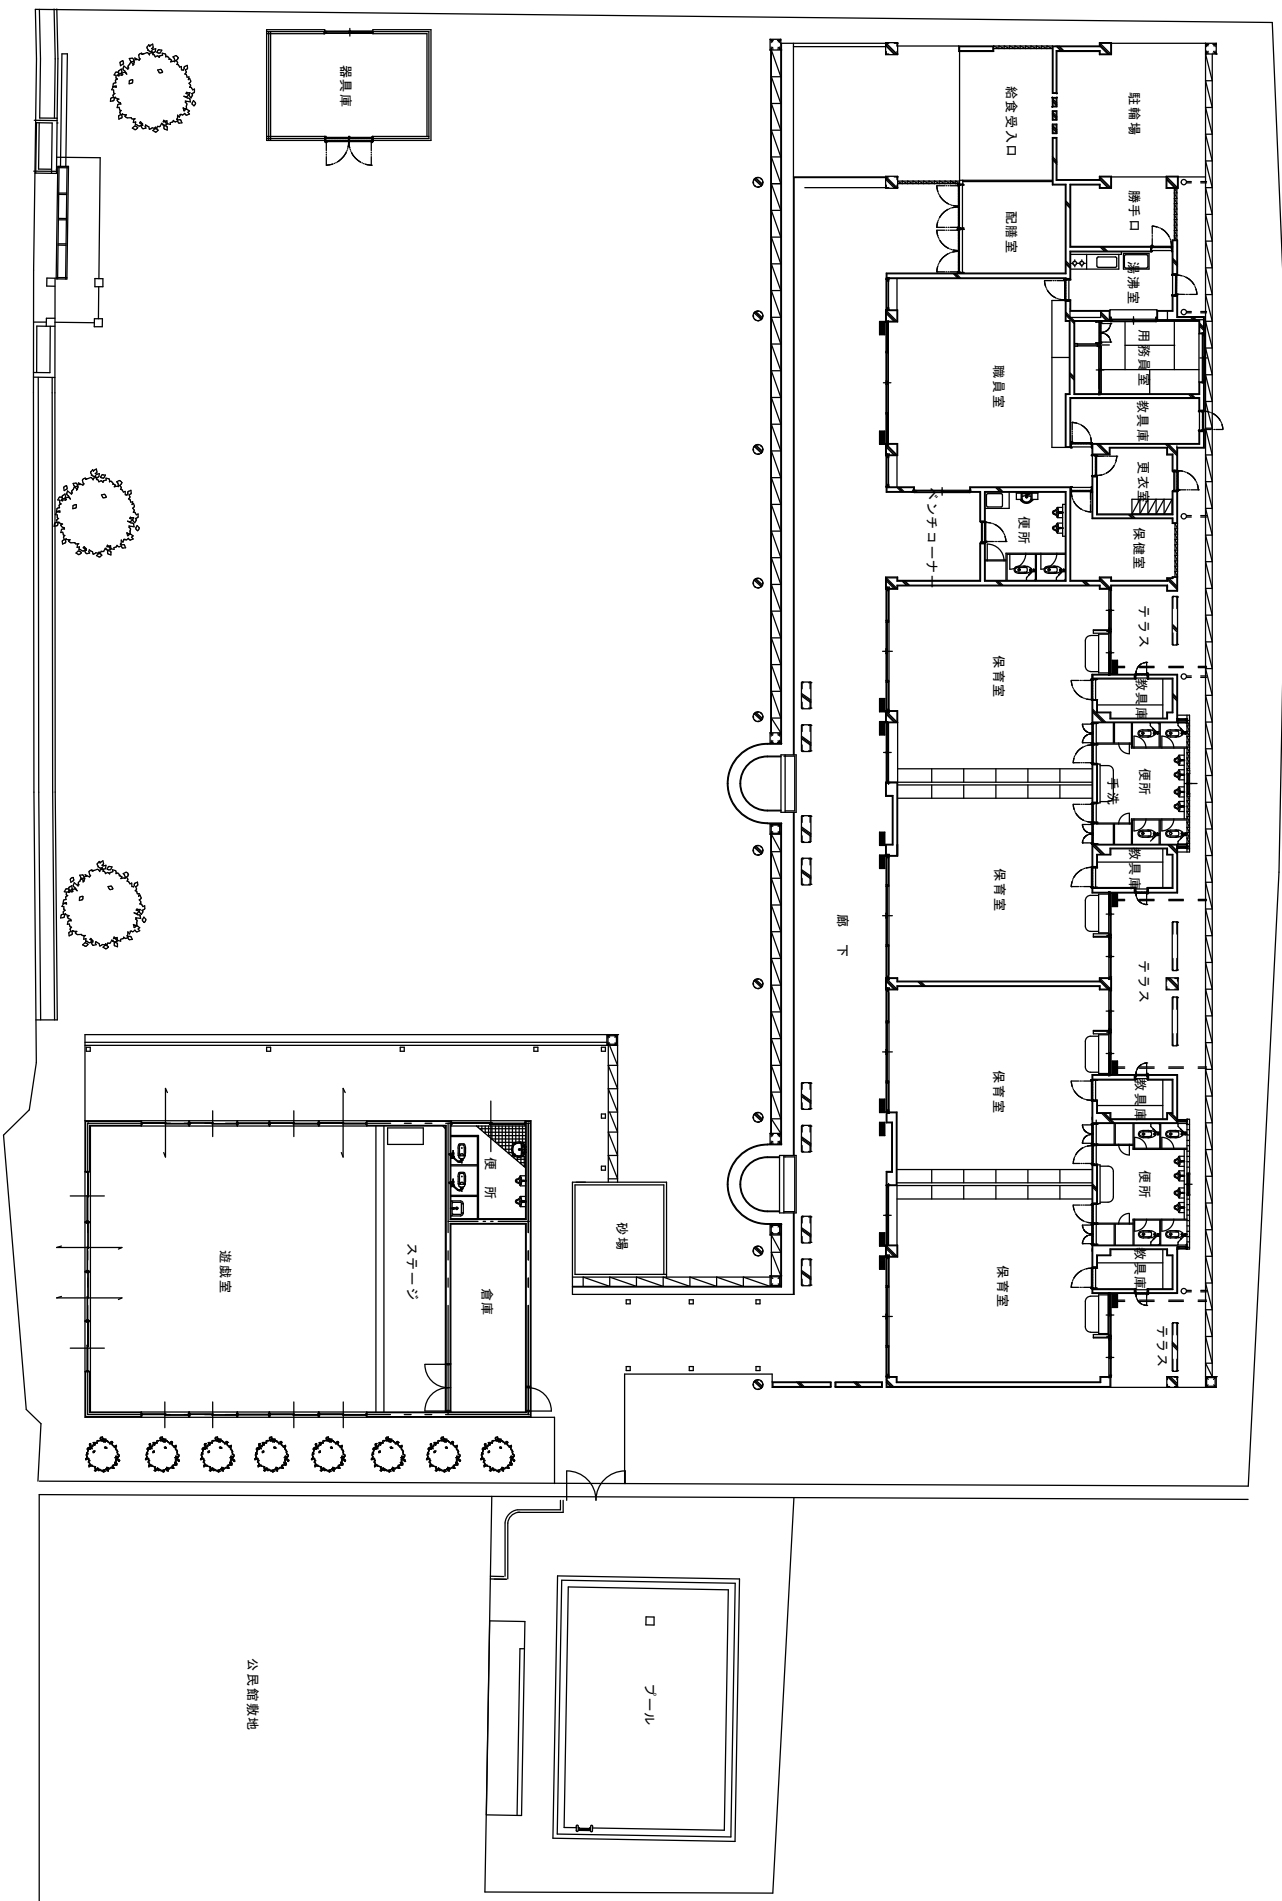 器具庫
給食受入口
駐輪場
配膳室
勝手口
湯沸室
用務員室
職員室
教具庫
更衣室
ベンチコーナー
便所
保健室
テラス
保育室
教具庫
便所
手洗
教具庫
保育室
廊 下
テラス
保育室
教具庫
便所
教具庫
保育室
テラス
便 所
砂場
遊戯室
ステージ
倉庫
プール
公民館敷地